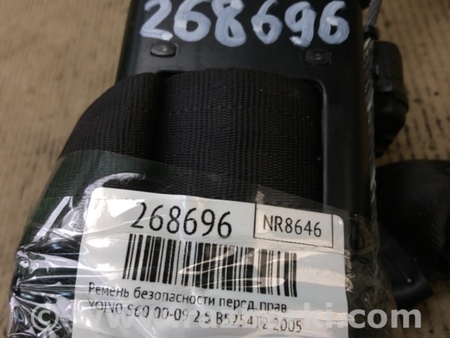 268696
268696
NR8646
Ремень безопасности перед. прав
VOLVO S60 00-09 2.5 B5254T2 2005